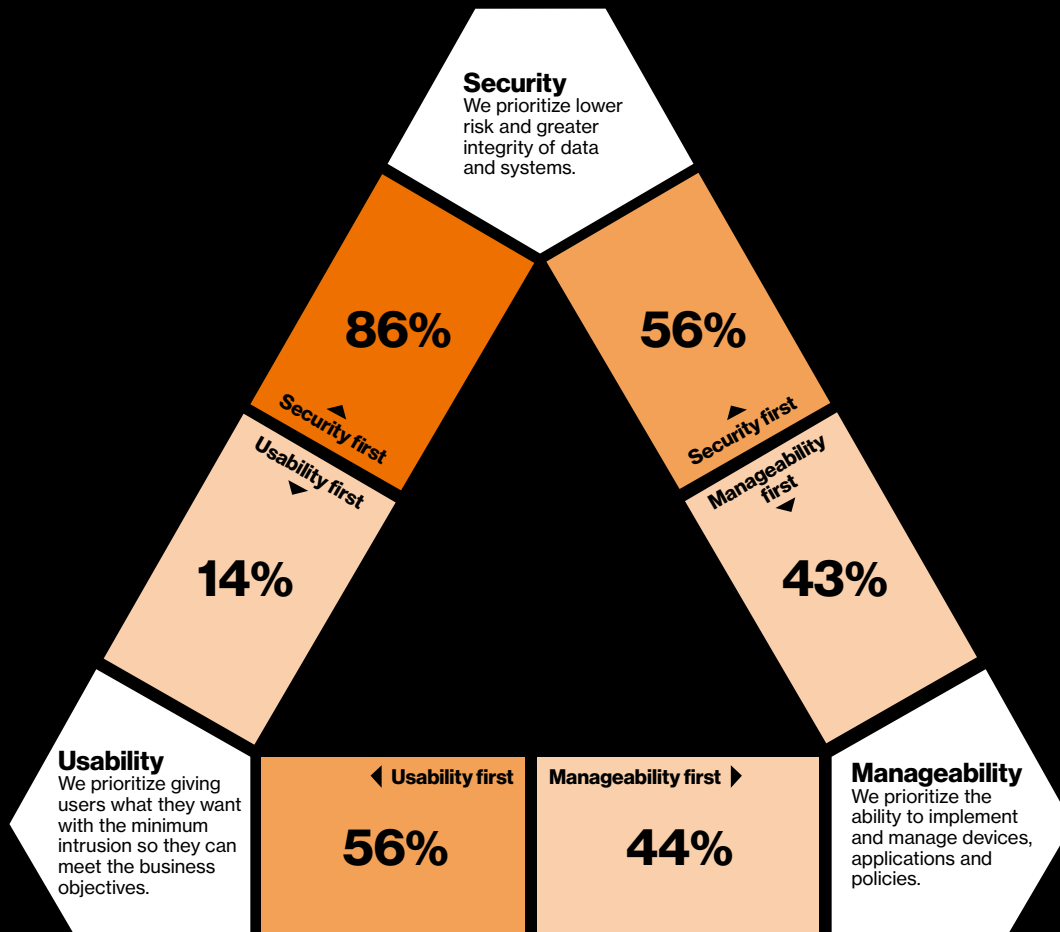 Security
We prioritize lower
risk and greater
integrity of data
and systems.
86%
56%
Security first
Security first
Usability first
Manageability
first
14%
43%
Usability
We prioritize giving
users what they want
with the minimum
intrusion so they can
meet the business
objectives.
Usability first
Manageability first
56%
44%
Manageability
We prioritize the
ability to implement
and manage devices,
applications and
policies.